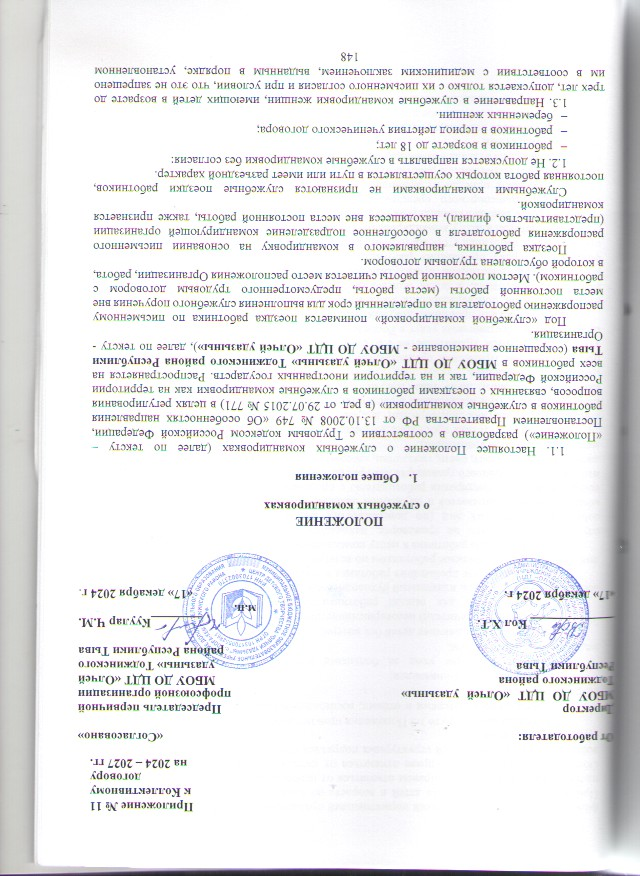 Приложение № 11
к Коллективному
договору
на 2024 – 2027 гг.
От работодателя:
Директор
МБОУ ДО ЦДТ «Олчей удазыны»
Тоджинского района
Республики Тыва
Кол Х.Т.
«17» декабря 2024 г.
«Согласовано»
Председатель первичной
профсоюзной организации
МБОУ ДО ЦДТ «Олчей
удазыны» Тоджинского
района Республики Тыва
Куулар Ч.М.
М.П.
«17» декабря 2024 г.
ПОЛОЖЕНИЕ
о служебных командировках
1. Общее положения
1.1. Настоящее Положение о служебных командировках (далее по тексту –
«Положение») разработано в соответствии с Трудовым кодексом Российской Федерации,
Постановлением Правительства РФ от 13.10.2008 № 749 «Об особенностях направления
работников в служебные командировки» (в ред. от 29.07.2015 № 771) в целях регулирования
вопросов, связанных с поездками работников в служебные командировки как на территории
Российской Федерации, так и на территории иностранных государств. Распространяется на
всех работников в МБОУ ДО ЦДТ «Олчей удазыны» Тоджинского района Республики
Тыва (сокращенное наименование - МБОУ ДО ЦДТ «Олчей удазыны»), далее по тексту -
Организация.
Под «служебной командировкой» понимается поездка работника по письменному
распоряжению работодателя на определенный срок для выполнения служебного поручения вне
места постоянной работы (места работы, предусмотренного трудовым договором с
работником). Местом постоянной работы считается место расположения Организации, работа,
в которой обусловлена трудовым договором.
Поездка работника, направляемого в командировку на основании письменного
распоряжения работодателя в обособленное подразделение командирующей организации
(представительство, филиал), находящееся вне места постоянной работы, также признается
командировкой.
Служебными командировками не признаются служебные поездки работников,
постоянная работа которых осуществляется в пути или имеет разъездной характер.
1.2. Не допускается направлять в служебные командировки без согласия:
– работников в возрасте до 18 лет;
– работников в период действия ученического договора;
– беременных женщин.
1.3. Направление в служебные командировки женщин, имеющих детей в возрасте до
трех лет, допускается только с их письменного согласия и при условии, что это не запрещено
им в соответствии с медицинским заключением, выданным в порядке, установленном
148